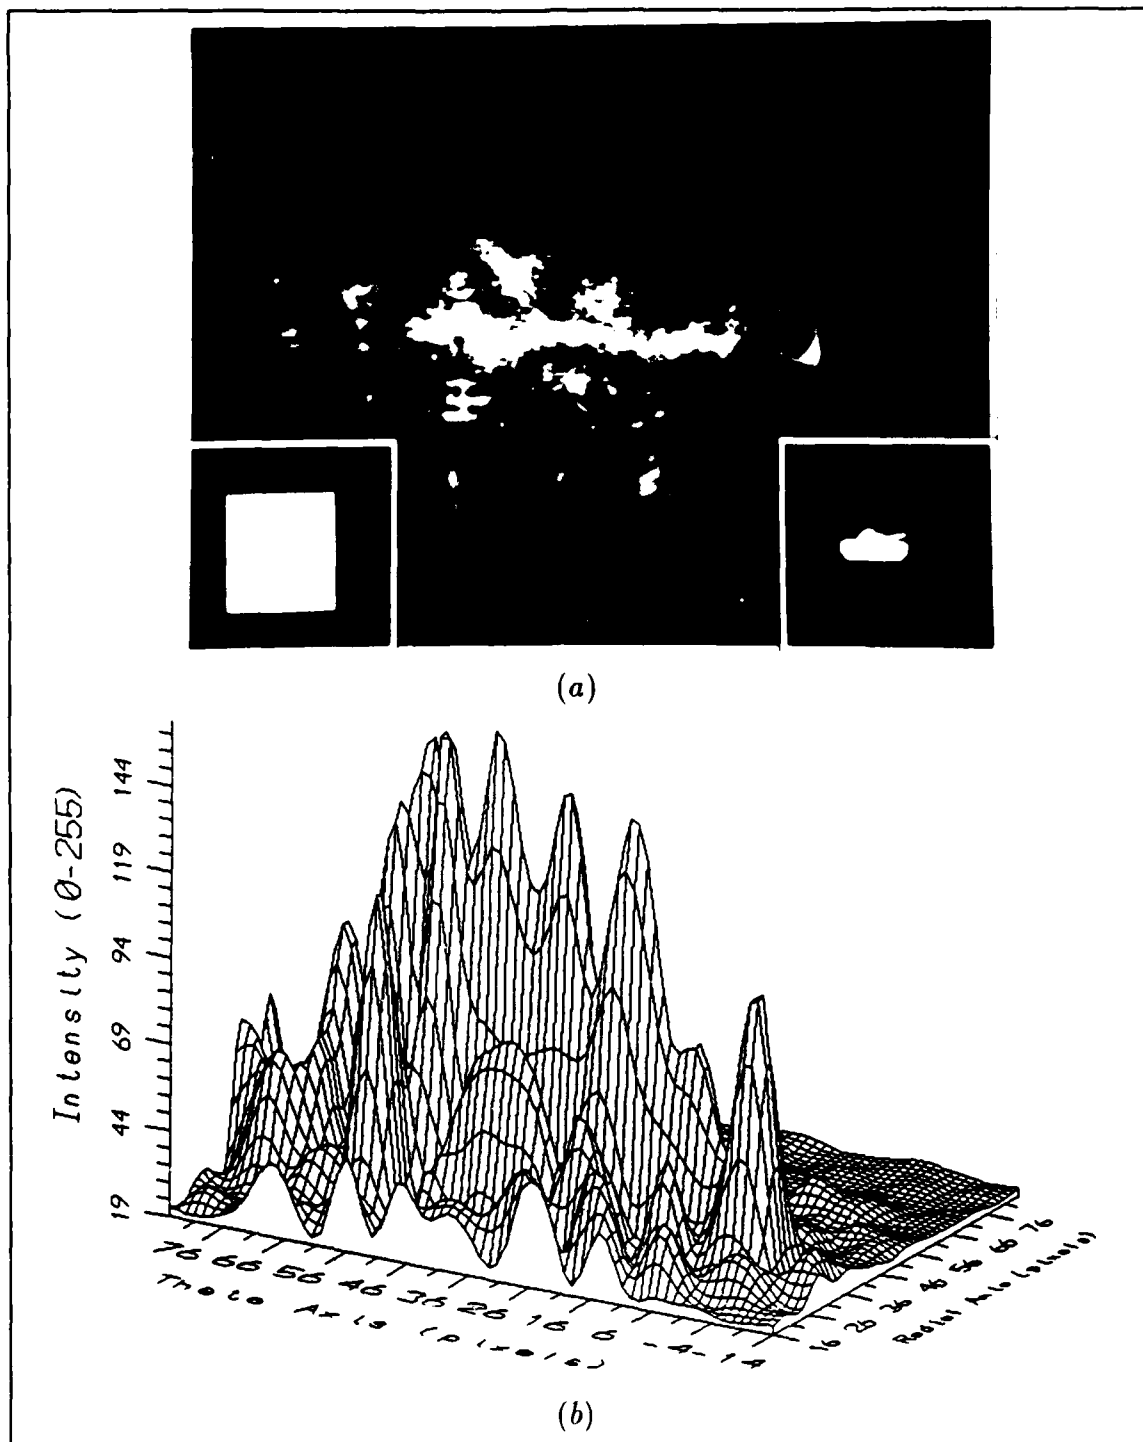 (a)
Intensity (0-255)
144
119
94
69
44
19
76 66 56 46 36 26 16 6 -4 -14
Theta Axis (pixels)
16 26 36 46 56 66 76
Radial Axis (pixels)
(b)